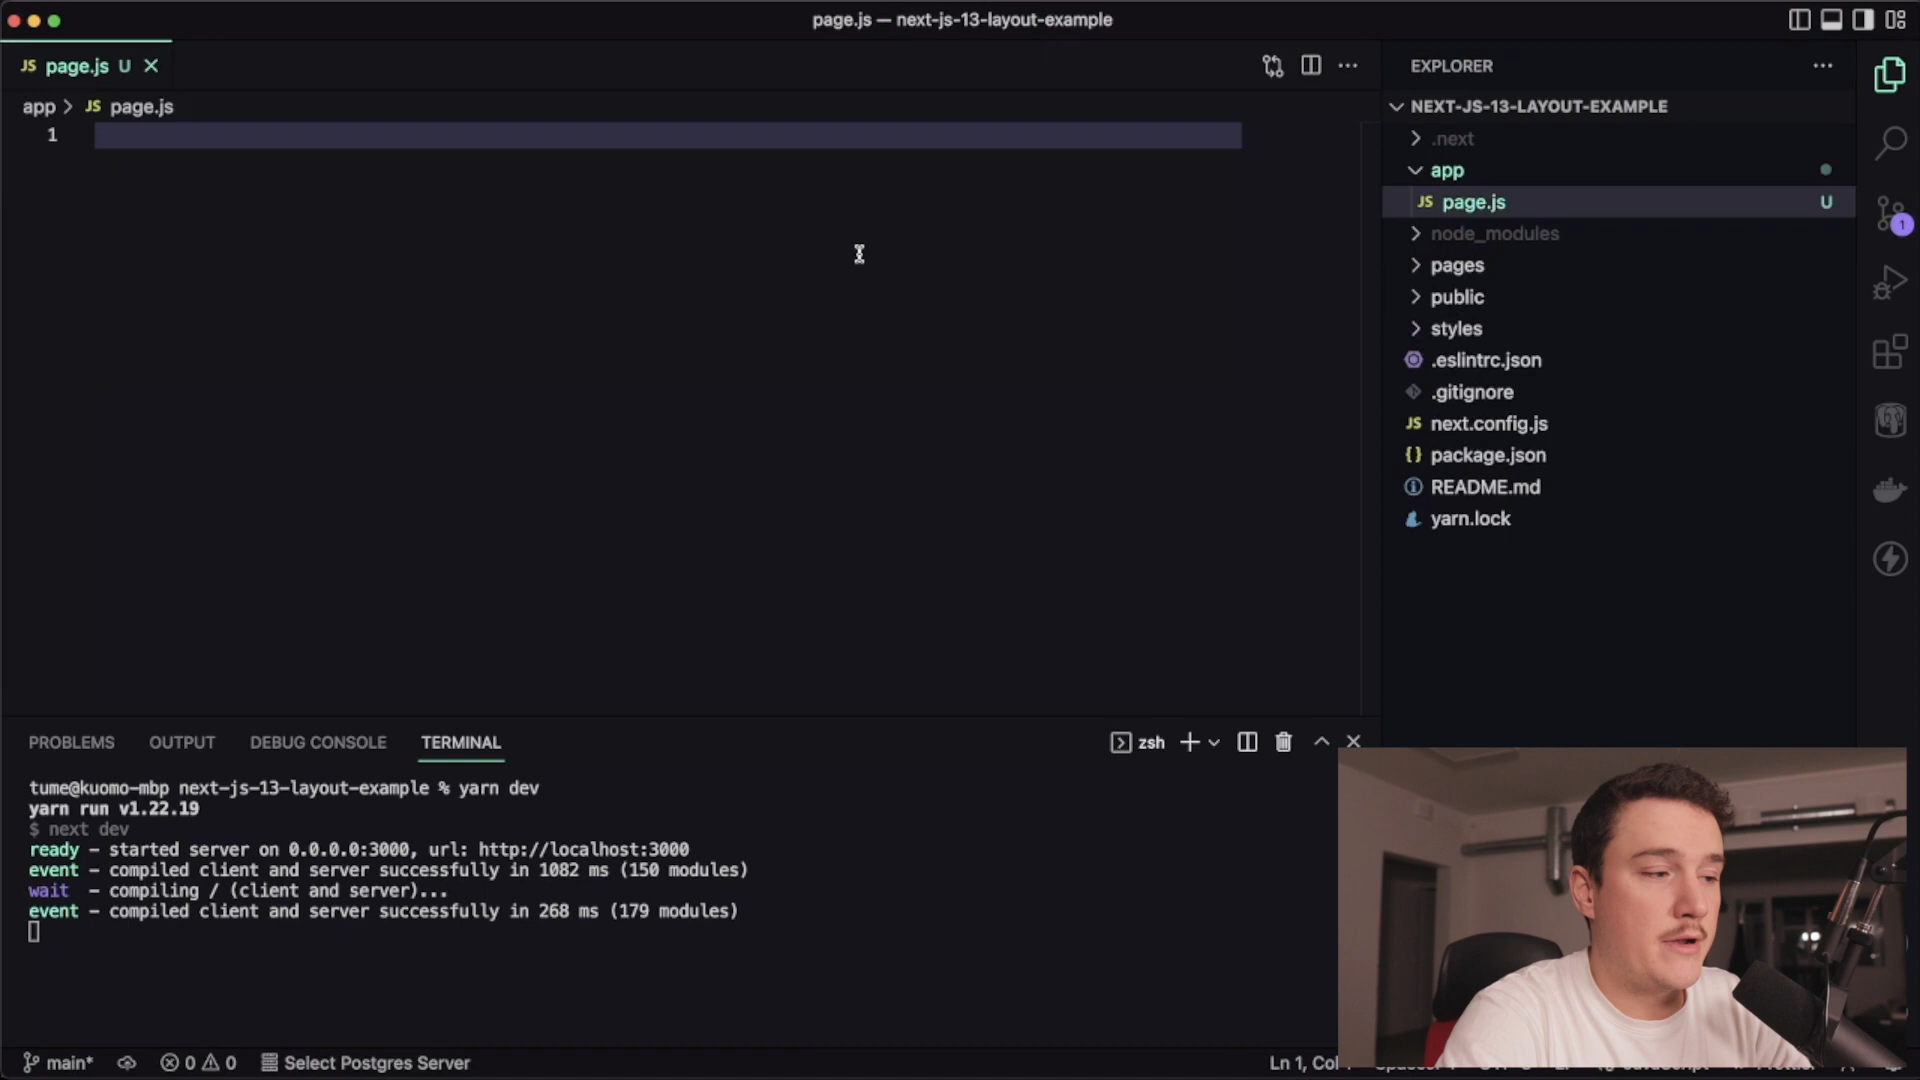 page.js — next-js-13-layout-example
JS page.js U
EXPLORER
app > JS page.js
NEXT-JS-13-LAYOUT-EXAMPLE
1
.next
app
JS page.js U
1
node_modules
pages
public
styles
.eslintrc.json
.gitignore
JS next.config.js
{} package.json
README.md
yarn.lock
PROBLEMS OUTPUT DEBUG CONSOLE TERMINAL zsh
tume@kuomo-mbp next-js-13-layout-example % yarn dev
yarn run v1.22.19
$ next dev
ready – started server on 0.0.0.0:3000, url: http://localhost:3000
event – compiled client and server successfully in 1082 ms (150 modules)
wait – compiling / (client and server)...
event – compiled client and server successfully in 268 ms (179 modules)
main* 0 0 Select Postgres Server Ln 1,